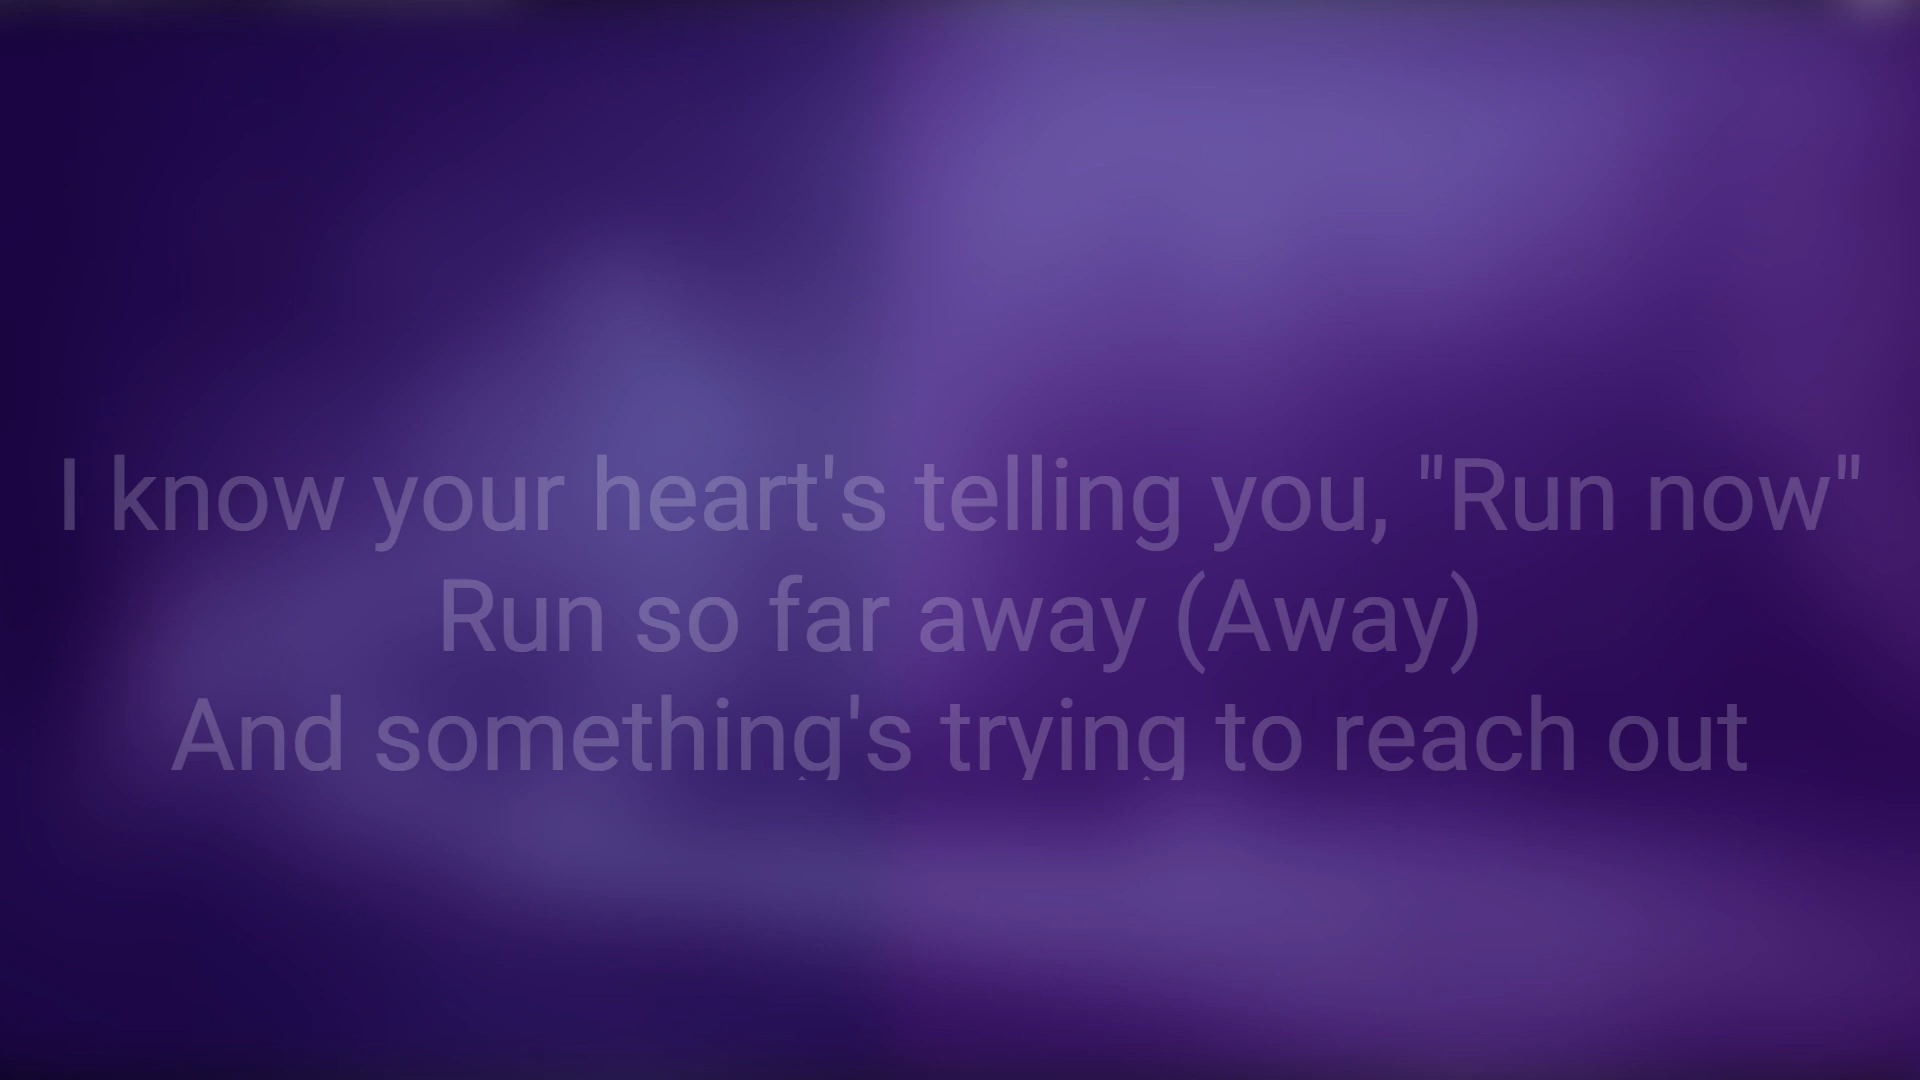 I know your heart's telling you, "Run now"
Run so far away (Away)
And something's trying to reach out